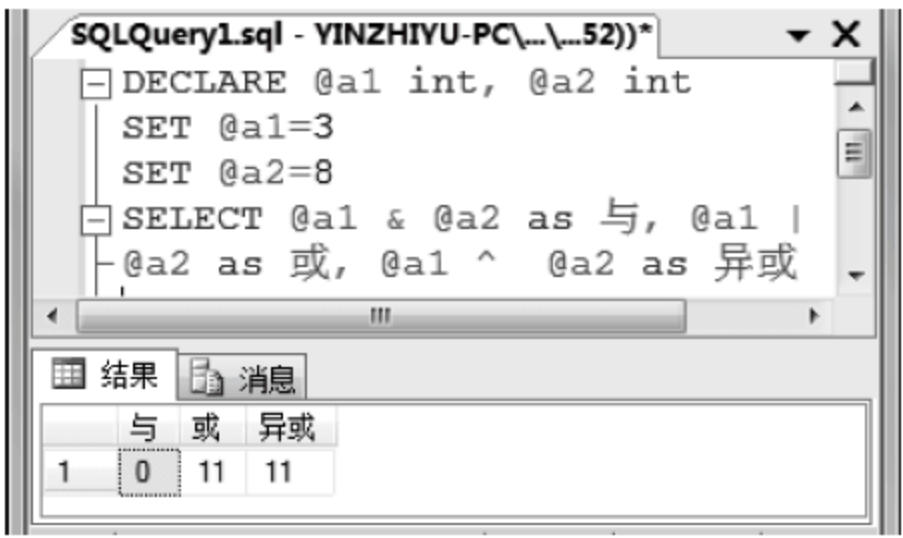 SQLQuery1.sql - YINZHIYU-PC\...\...52))*
DECLARE @a1 int, @a2 int
SET @a1=3
SET @a2=8
SELECT @a1 & @a2 as 与, @a1 |
@a2 as 或, @a1 ^ @a2 as 异或
结果 消息
与 或 异或
1 0 11 11